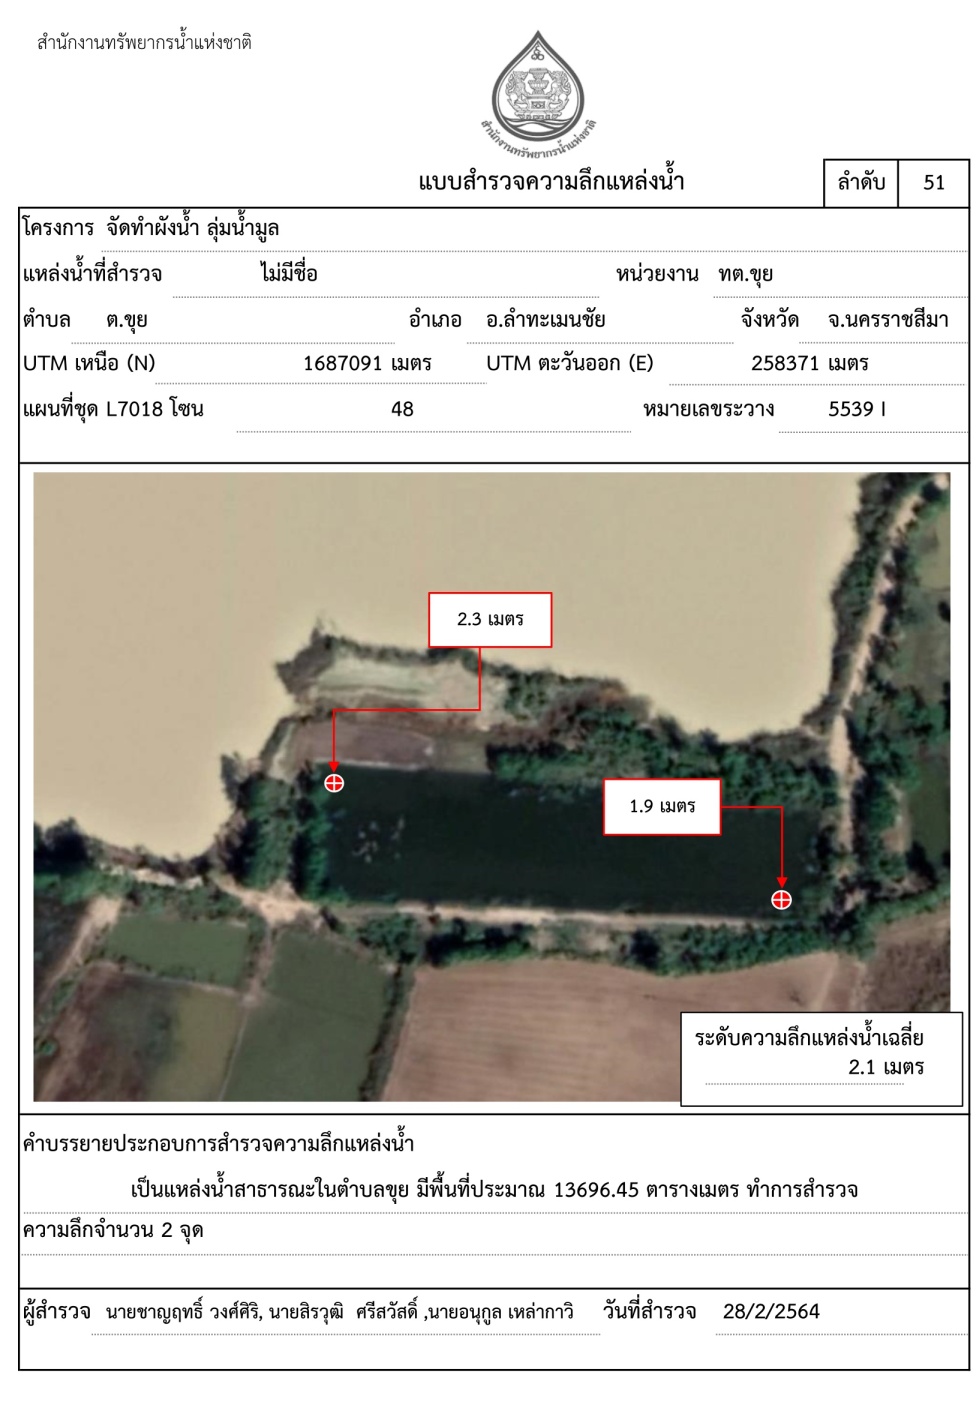 สำนักงานทรัพยากรน้ำแห่งชาติ
สำนักงานทรัพยากรน้ำแห่งชาติ
แบบสำรวจความลึกแหล่งน้ำ ลำดับ 51
โครงการ จัดทำผังน้ำ ลุ่มน้ำมูล
แหล่งน้ำที่สำรวจ ไม่มีชื่อ หน่วยงาน ทต.ขุย
ตำบล ต.ขุย อำเภอ อ.ลำทะเมนชัย จังหวัด จ.นครราชสีมา
UTM เหนือ (N) 1687091 เมตร UTM ตะวันออก (E) 258371 เมตร
แผนที่ชุด L7018 โซน 48 หมายเลขระวาง 5539 I
2.3 เมตร
1.9 เมตร
ระดับความลึกแหล่งน้ำเฉลี่ย
2.1 เมตร
คำบรรยายประกอบการสำรวจความลึกแหล่งน้ำ
เป็นแหล่งน้ำสาธารณะในตำบลขุย มีพื้นที่ประมาณ 13696.45 ตารางเมตร ทำการสำรวจ
ความลึกจำนวน 2 จุด
ผู้สำรวจ นายชาญฤทธิ์ วงศ์ศิริ, นายสิรวุฒิ ศรีสวัสดิ์ ,นายอนุกูล เหล่ากาวิ วันที่สำรวจ 28/2/2564